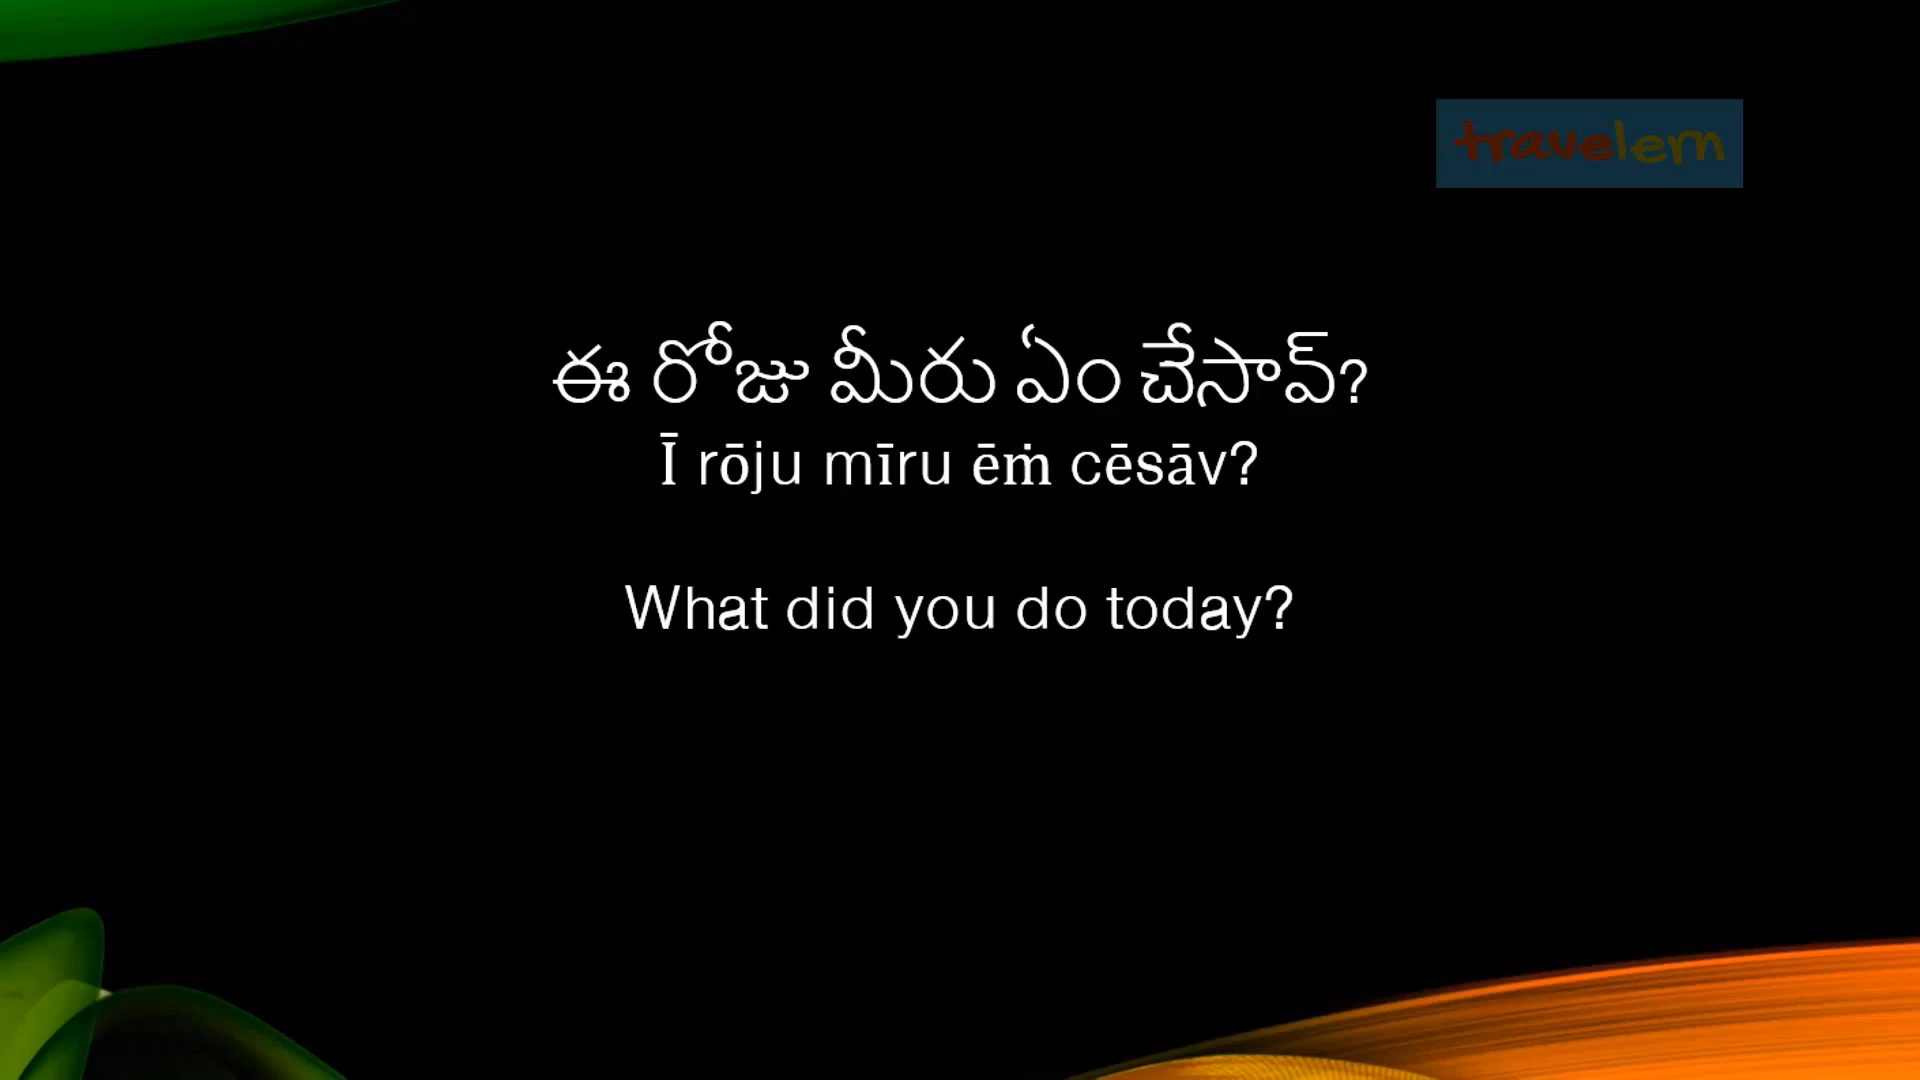 travelern
ఈ రోజు మీరు ఏం చేసావ్?
Ī rōju mīru ēṁ cēsāv?
What did you do today?